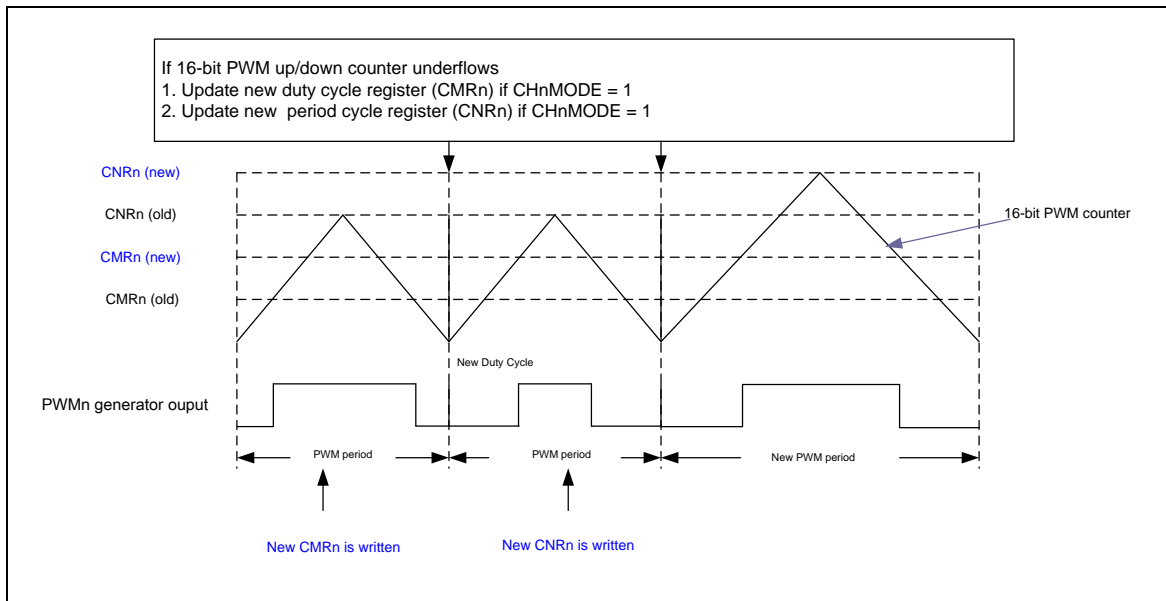 If 16-bit PWM up/down counter underflows
1. Update new duty cycle register (CMRn) if CHnMODE = 1
2. Update new  period cycle register (CNRn) if CHnMODE = 1
CNRn (new)
CNRn (old)
16-bit PWM counter
CMRn (new)
CMRn (old)
New Duty Cycle
PWMn generator ouput
PWM period
PWM period
New PWM period
New CMRn is written
New CNRn is written